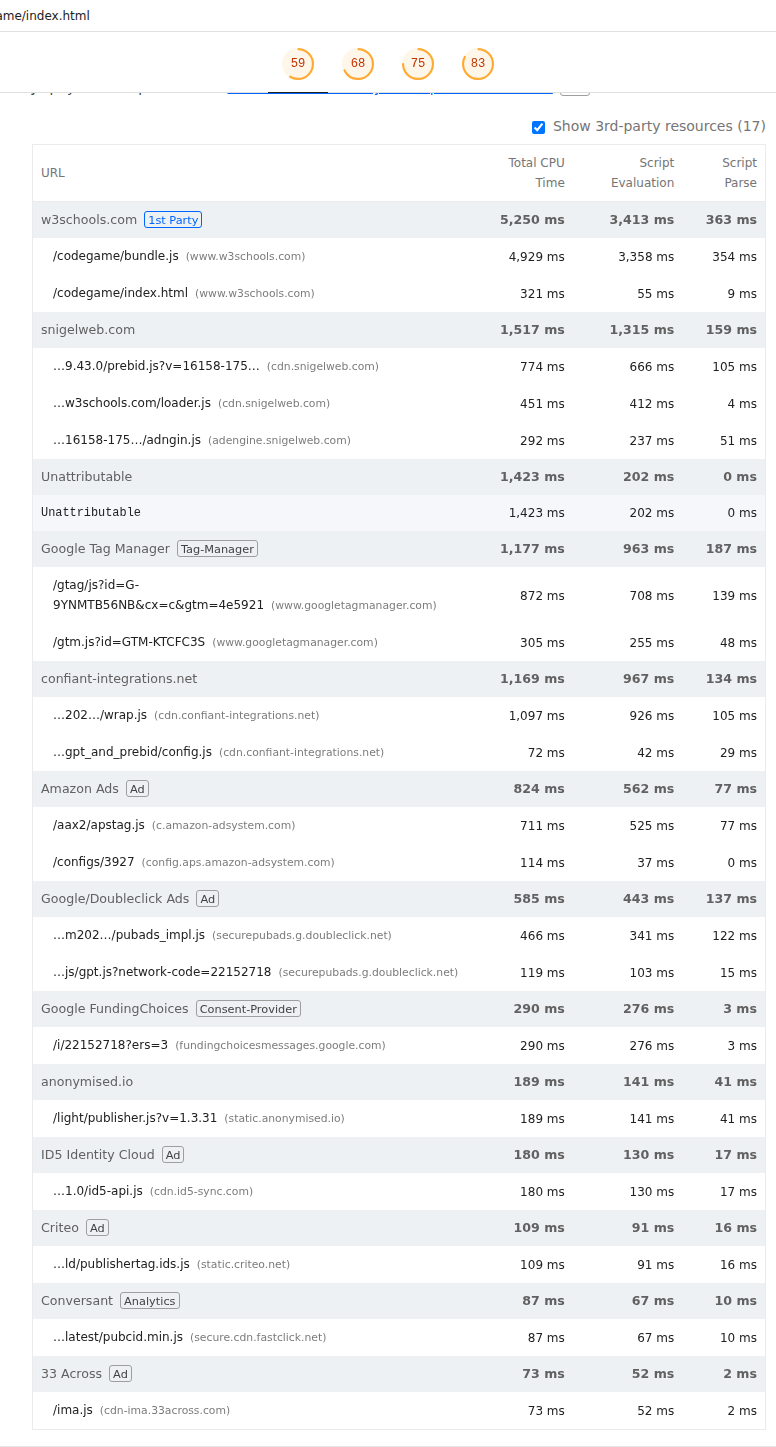 ame/index.html
59 68 75 83
Show 3rd-party resources (17)
URL Total CPU Time Script Evaluation Script Parse
w3schools.com 1st Party 5,250 ms 3,413 ms 363 ms
/codegame/bundle.js (www.w3schools.com) 4,929 ms 3,358 ms 354 ms
/codegame/index.html (www.w3schools.com) 321 ms 55 ms 9 ms
snigelweb.com 1,517 ms 1,315 ms 159 ms
…9.43.0/prebid.js?v=16158-175… (cdn.snigelweb.com) 774 ms 666 ms 105 ms
…w3schools.com/loader.js (cdn.snigelweb.com) 451 ms 412 ms 4 ms
…16158-175…/adngin.js (adengine.snigelweb.com) 292 ms 237 ms 51 ms
Unattributable 1,423 ms 202 ms 0 ms
Unattributable 1,423 ms 202 ms 0 ms
Google Tag Manager Tag-Manager 1,177 ms 963 ms 187 ms
/gtag/js?id=G-
9YNMTB56NB&cx=c&gtm=4e5921 (www.googletagmanager.com) 872 ms 708 ms 139 ms
/gtm.js?id=GTM-KTCFC3S (www.googletagmanager.com) 305 ms 255 ms 48 ms
confiant-integrations.net 1,169 ms 967 ms 134 ms
…202…/wrap.js (cdn.confiant-integrations.net) 1,097 ms 926 ms 105 ms
…gpt_and_prebid/config.js (cdn.confiant-integrations.net) 72 ms 42 ms 29 ms
Amazon Ads Ad 824 ms 562 ms 77 ms
/aax2/apstag.js (c.amazon-adsystem.com) 711 ms 525 ms 77 ms
/configs/3927 (config.aps.amazon-adsystem.com) 114 ms 37 ms 0 ms
Google/Doubleclick Ads Ad 585 ms 443 ms 137 ms
…m202…/pubads_impl.js (securepubads.g.doubleclick.net) 466 ms 341 ms 122 ms
…js/gpt.js?network-code=22152718 (securepubads.g.doubleclick.net) 119 ms 103 ms 15 ms
Google FundingChoices Consent-Provider 290 ms 276 ms 3 ms
/i/22152718?ers=3 (fundingchoicesmessages.google.com) 290 ms 276 ms 3 ms
anonymised.io 189 ms 141 ms 41 ms
/light/publisher.js?v=1.3.31 (static.anonymised.io) 189 ms 141 ms 41 ms
ID5 Identity Cloud Ad 180 ms 130 ms 17 ms
…1.0/id5-api.js (cdn.id5-sync.com) 180 ms 130 ms 17 ms
Criteo Ad 109 ms 91 ms 16 ms
…ld/publishertag.ids.js (static.criteo.net) 109 ms 91 ms 16 ms
Conversant Analytics 87 ms 67 ms 10 ms
…latest/pubcid.min.js (secure.cdn.fastclick.net) 87 ms 67 ms 10 ms
33 Across Ad 73 ms 52 ms 2 ms
/ima.js (cdn-ima.33across.com) 73 ms 52 ms 2 ms